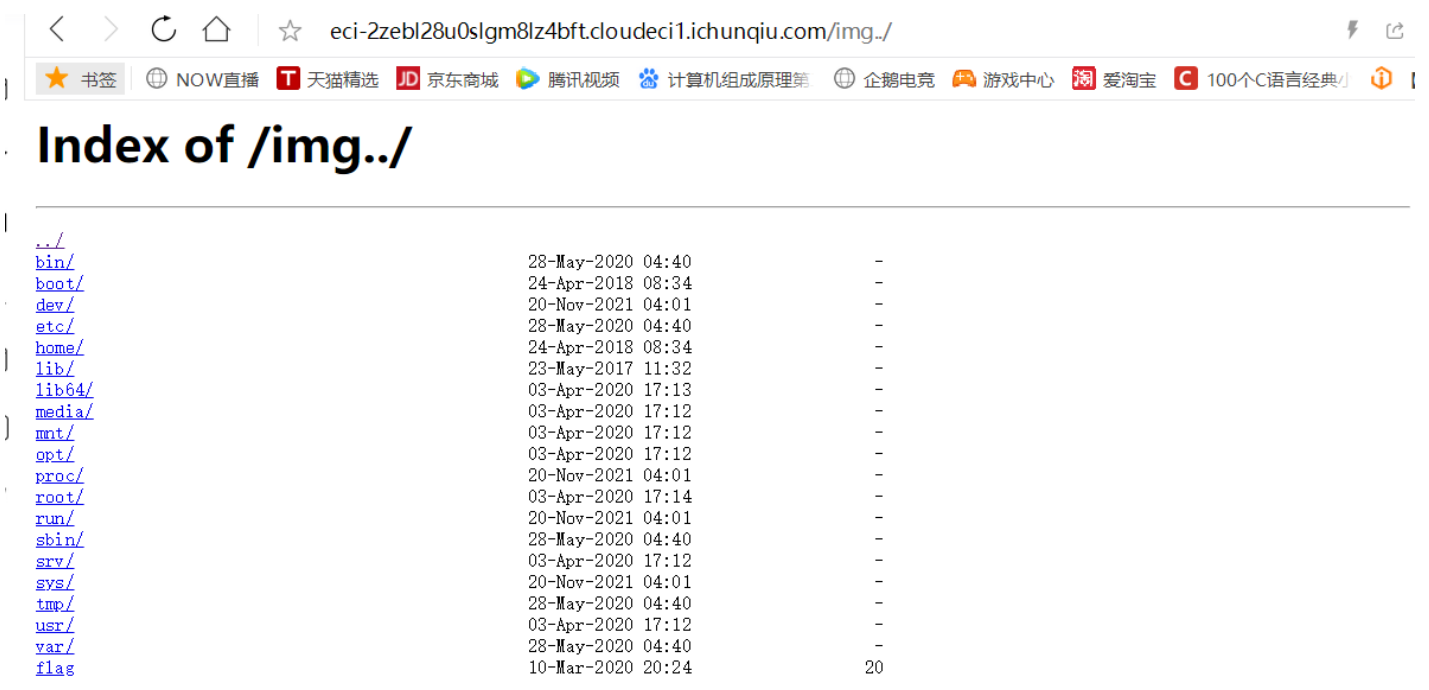 eci-2zebl28u0slgm8lz4bft.cloudeci1.ichunqiu.com/img../
书签 NOW直播 T 天猫精选 JD 京东商城 腾讯视频 计算机组成原理第 企鹅电竞 游戏中心 淘 爱淘宝 C 100个C语言经典小
Index of /img../
../
bin/ 28-May-2020 04:40 -
boot/ 24-Apr-2018 08:34 -
dev/ 20-Nov-2021 04:01 -
etc/ 28-May-2020 04:40 -
home/ 24-Apr-2018 08:34 -
lib/ 23-May-2017 11:32 -
lib64/ 03-Apr-2020 17:13 -
media/ 03-Apr-2020 17:12 -
mnt/ 03-Apr-2020 17:12 -
opt/ 03-Apr-2020 17:12 -
proc/ 20-Nov-2021 04:01 -
root/ 03-Apr-2020 17:14 -
run/ 20-Nov-2021 04:01 -
sbin/ 28-May-2020 04:40 -
srv/ 03-Apr-2020 17:12 -
sys/ 20-Nov-2021 04:01 -
tmp/ 28-May-2020 04:40 -
usr/ 03-Apr-2020 17:12 -
var/ 28-May-2020 04:40 -
flag 10-Mar-2020 20:24 20